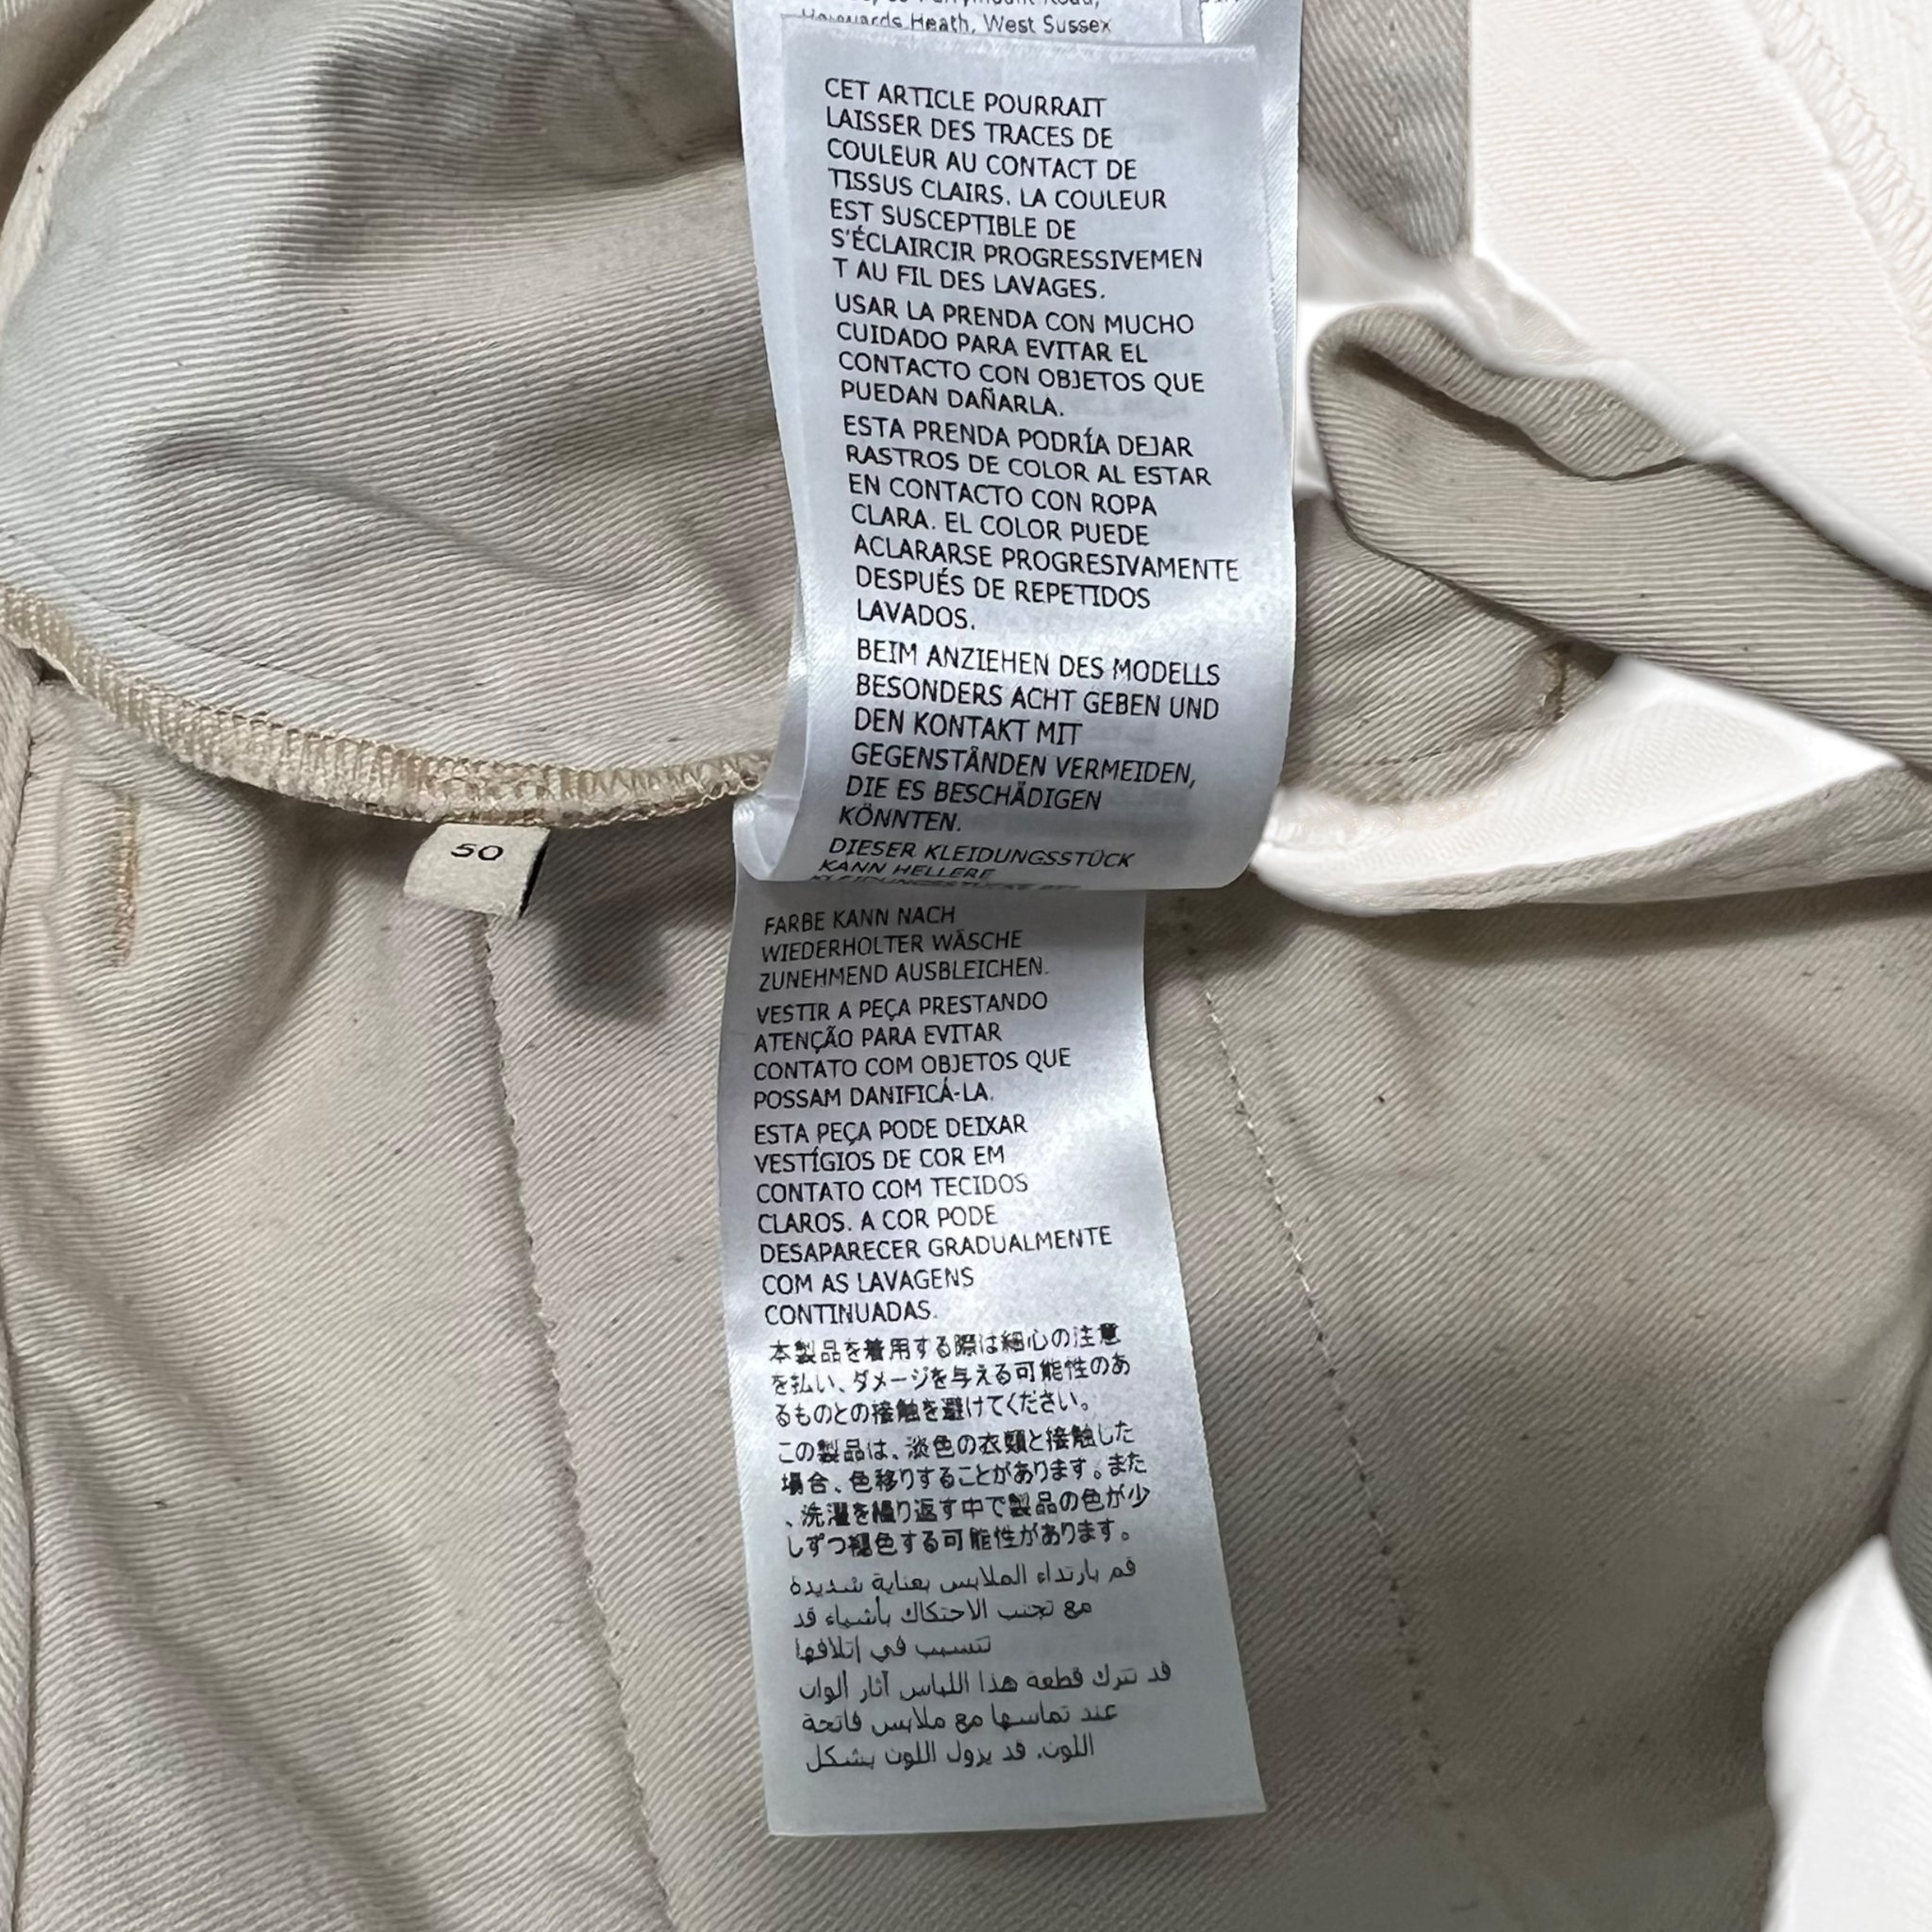 Heath, West Sussex
CET ARTICLE POURRAIT
LAISSER DES TRACES DE
COULEUR AU CONTACT DE
TISSUS CLAIRS. LA COULEUR
EST SUSCEPTIBLE DE
S'ÉCLAIRCIR PROGRESSIVEMEN
T AU FIL DES LAVAGES.
USAR LA PRENDA CON MUCHO
CUIDADO PARA EVITAR EL
CONTACTO CON OBJETOS QUE
PUEDAN DAÑARLA.
ESTA PRENDA PODRÍA DEJAR
RASTROS DE COLOR AL ESTAR
EN CONTACTO CON ROPA
CLARA. EL COLOR PUEDE
ACLARARSE PROGRESIVAMENTE
DESPUÉS DE REPETIDOS
LAVADOS.
BEIM ANZIEHEN DES MODELLS
BESONDERS ACHT GEBEN UND
DEN KONTAKT MIT
GEGENSTÄNDEN VERMEIDEN,
DIE ES BESCHÄDIGEN
KÖNNTEN.
DIESER KLEIDUNGSSTÜCK
KANN HELLERE
50
FARBE KANN NACH
WIEDERHOLTER WÄSCHE
ZUNEHMEND AUSBLEICHEN.
VESTIR A PEÇA PRESTANDO
ATENÇÃO PARA EVITAR
CONTATO COM OBJETOS QUE
POSSAM DANIFICÁ-LA.
ESTA PEÇA PODE DEIXAR
VESTÍGIOS DE COR EM
CONTATO COM TECIDOS
CLAROS. A COR PODE
DESAPARECER GRADUALMENTE
COM AS LAVAGENS
CONTINUADAS.
本製品を着用する際は細心の注意
を払い、ダメージを与える可能性のあ
るものとの接触を避けてください。
この製品は、淡色の衣類と接触した
場合、色移りすることがあります。また
、洗濯を繰り返す中で製品の色が少
しずつ褪色する可能性があります。
قم بارتداء الملابس بعناية شديدة
مع تجنب الاحتكاك بأشياء قد
تتسبب في إتلافها
قد تترك قطعة هذا اللباس آثار ألوان
عند تماسها مع ملابس فاتحة
اللون. قد يزول اللون بشكل